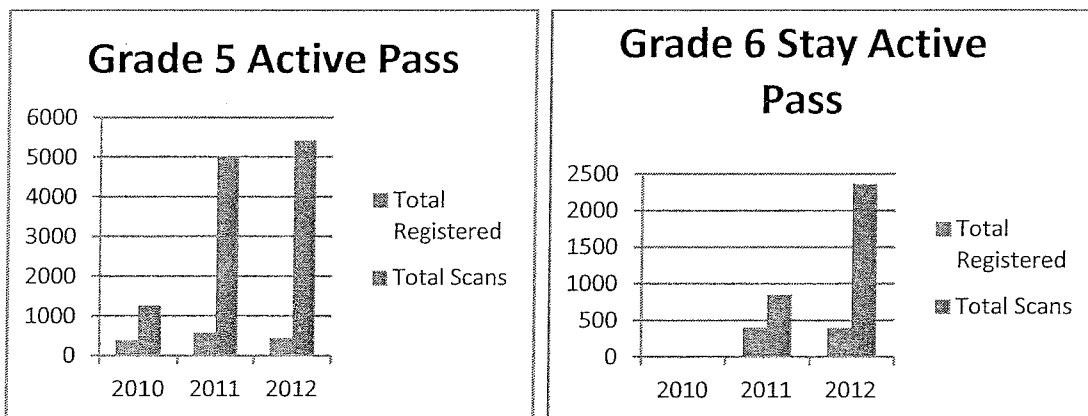 Grade 5 Active Pass
6000
5000
4000
3000
2000
1000
0
2010 2011 2012
Total
Registered
Total Scans
Grade 6 Stay Active
Pass
2500
2000
1500
1000
500
0
2010 2011 2012
Total
Registered
Total Scans